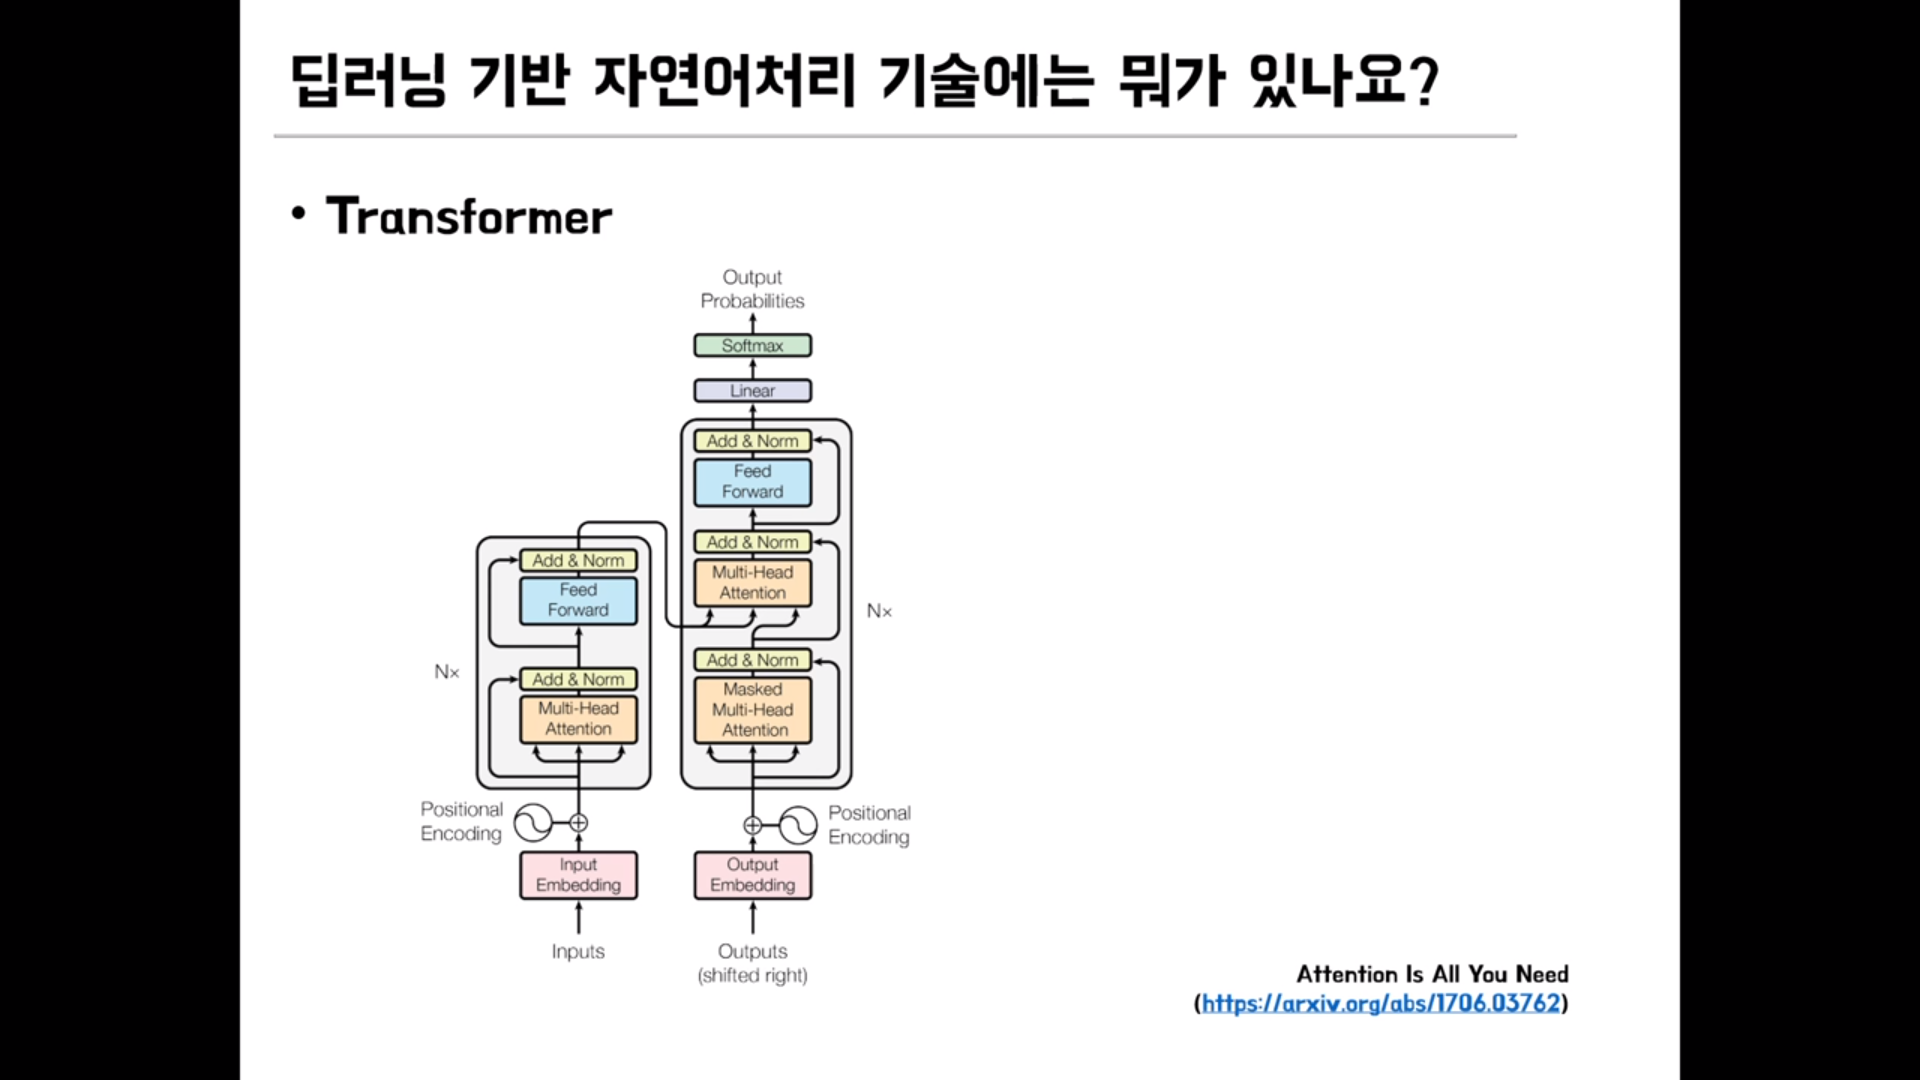 딥러닝 기반 자연어처리 기술에는 뭐가 있나요?
• Transformer
Output
Probabilities
Softmax
Linear
Add & Norm
Feed
Forward
Add & Norm
Multi-Head
Attention
Nx
Add & Norm
Masked
Multi-Head
Attention
Add & Norm
Feed
Forward
Nx
Add & Norm
Multi-Head
Attention
Positional
Encoding
Positional
Encoding
Input
Embedding
Output
Embedding
Inputs
Outputs
(shifted right)
Attention Is All You Need
(https://arxiv.org/abs/1706.03762)